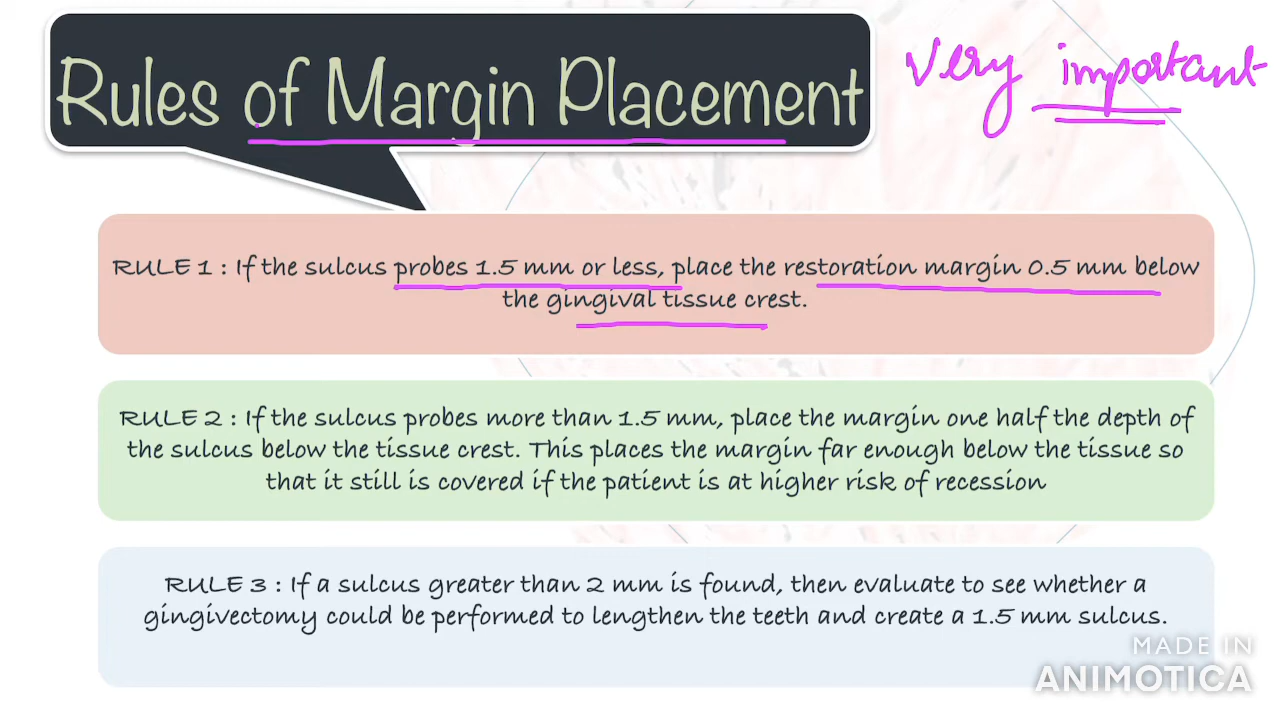 Rules of Margin Placement
Very important
RULE 1 : If the sulcus probes 1.5 mm or less, place the restoration margin 0.5 mm below
the gingival tissue crest.
RULE 2 : If the sulcus probes more than 1.5 mm, place the margin one half the depth of
the sulcus below the tissue crest. This places the margin far enough below the tissue so
that it still is covered if the patient is at higher risk of recession
RULE 3 : If a sulcus greater than 2 mm is found, then evaluate to see whether a
gingivectomy could be performed to lengthen the teeth and create a 1.5 mm sulcus.
MADE IN
ANIMOTICA